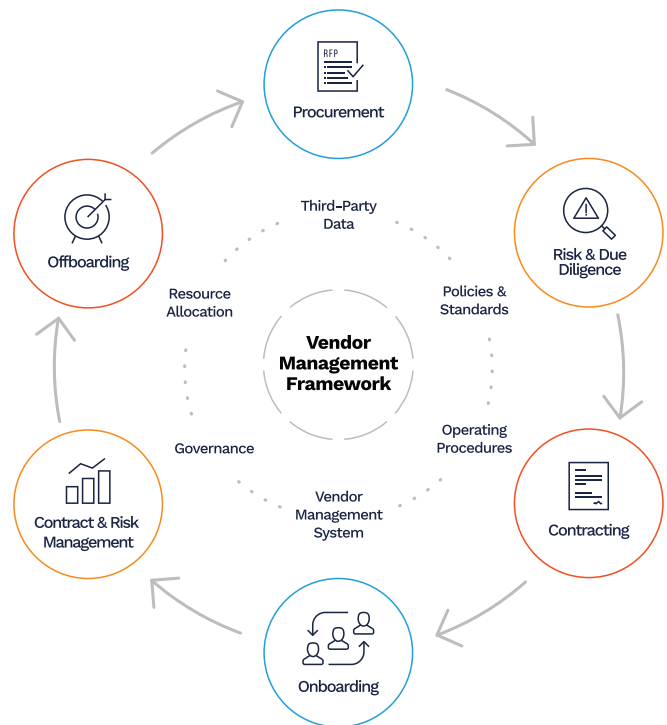 RFP
Procurement
Risk & Due
Diligence
Contracting
Onboarding
Contract & Risk
Management
Offboarding
Third-Party
Data
Policies &
Standards
Operating
Procedures
Vendor
Management
System
Governance
Resource
Allocation
Vendor
Management
Framework